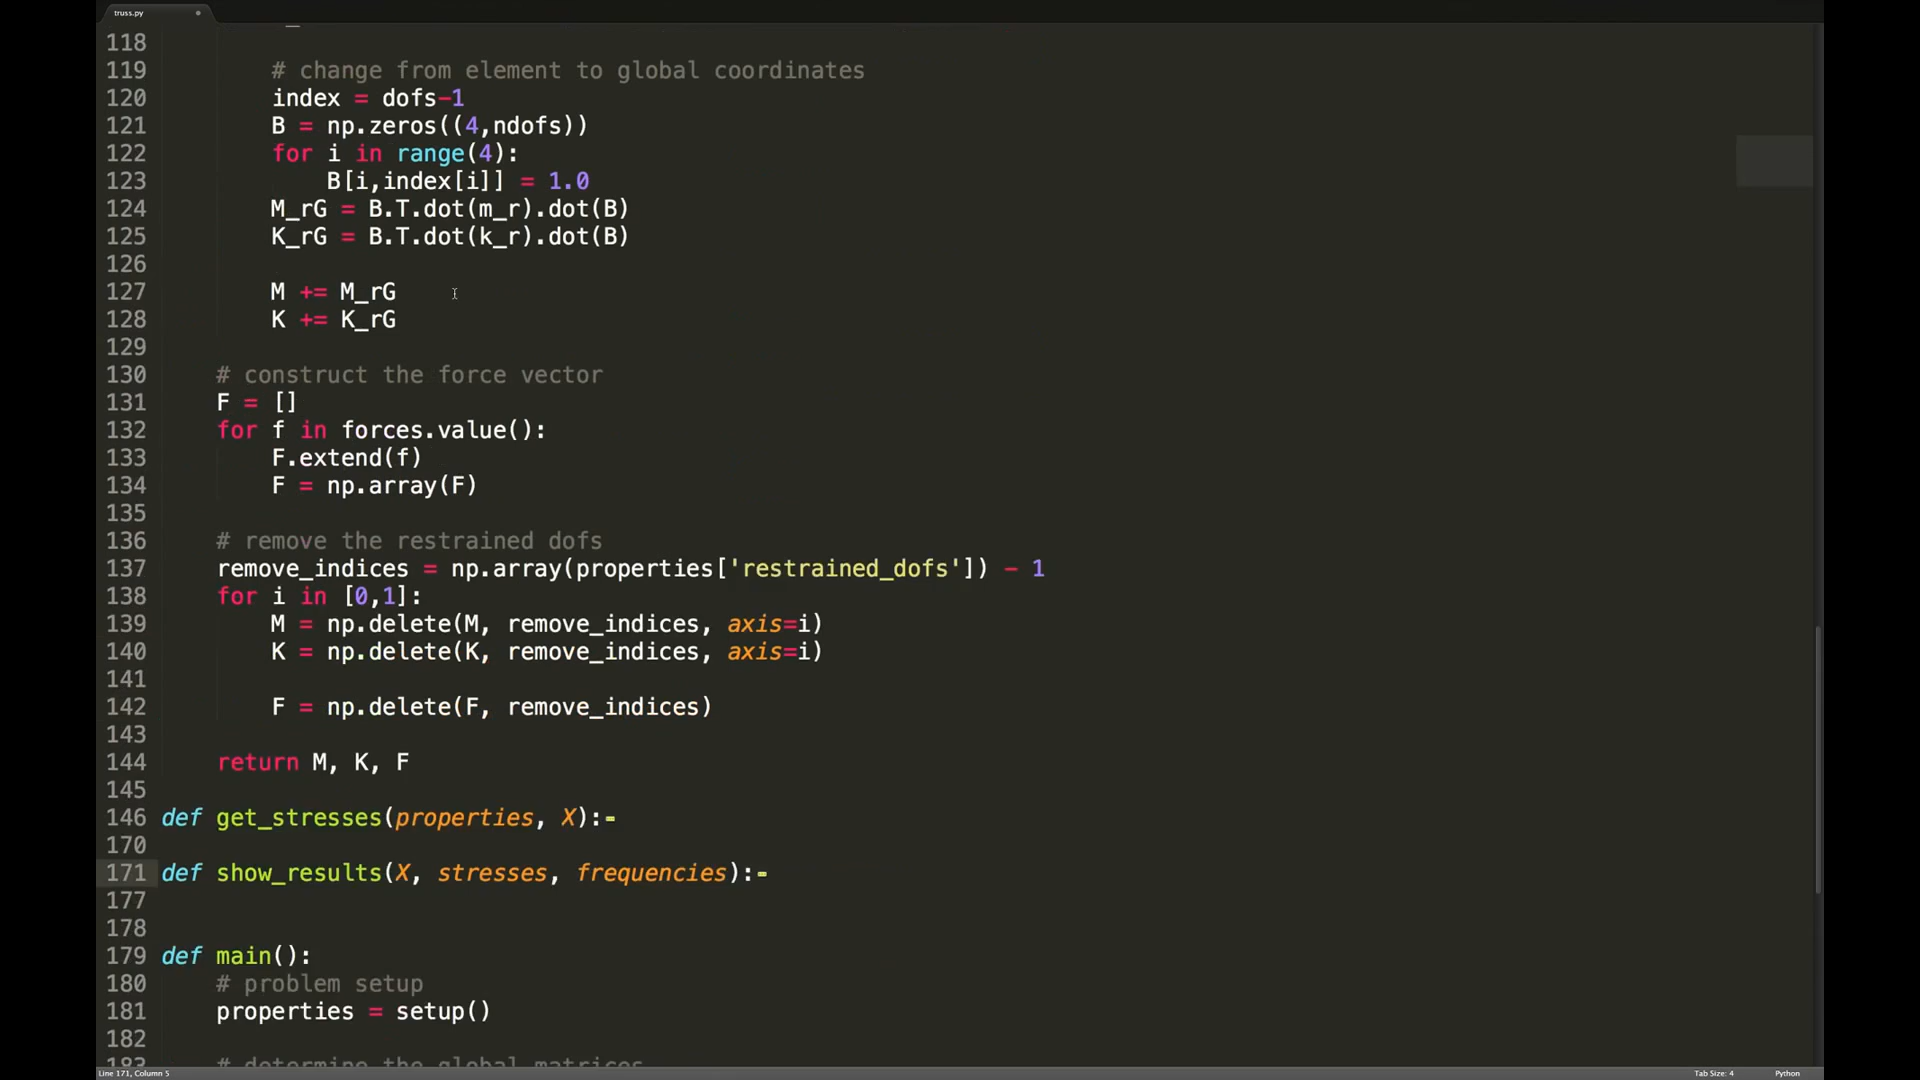 truss.py
118
119 # change from element to global coordinates
120 index = dofs-1
121 B = np.zeros((4,ndofs))
122 for i in range(4):
123 B[i,index[i]] = 1.0
124 M_rG = B.T.dot(m_r).dot(B)
125 K_rG = B.T.dot(k_r).dot(B)
126
127 M += M_rG
128 K += K_rG
129
130 # construct the force vector
131 F = []
132 for f in forces.value():
133 F.extend(f)
134 F = np.array(F)
135
136 # remove the restrained dofs
137 remove_indices = np.array(properties['restrained_dofs']) - 1
138 for i in [0,1]:
139 M = np.delete(M, remove_indices, axis=i)
140 K = np.delete(K, remove_indices, axis=i)
141
142 F = np.delete(F, remove_indices)
143
144 return M, K, F
145
146 def get_stresses(properties, X):
170
171 def show_results(X, stresses, frequencies):
177
178
179 def main():
180 # problem setup
181 properties = setup()
182
183 # determine the global matrices
Line 171, Column 5
Tab Size: 4
Python